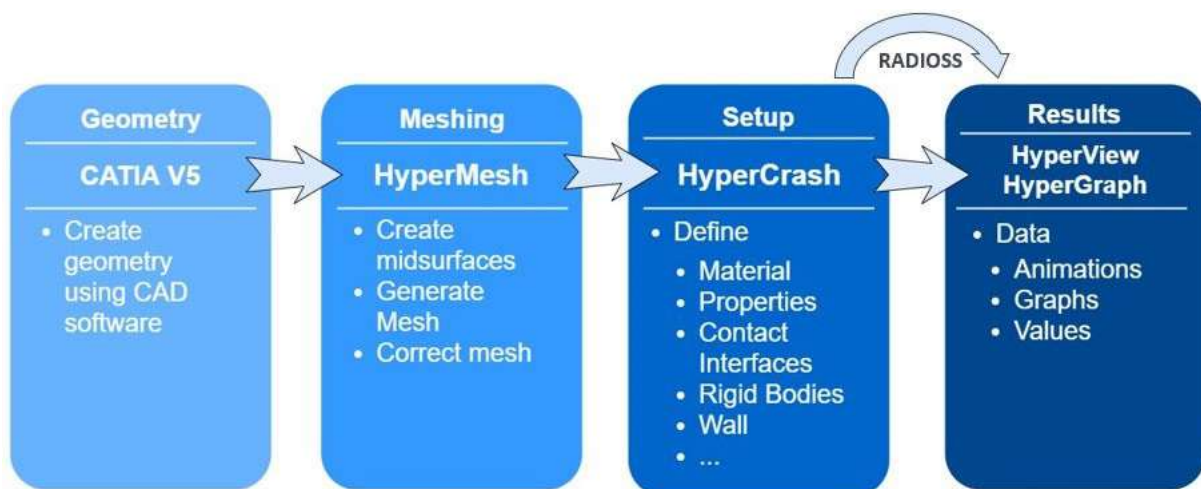 RADIOSS
Geometry
CATIA V5
• Create
geometry
using CAD
software
Meshing
HyperMesh
• Create
midsurfaces
• Generate
Mesh
• Correct mesh
Setup
HyperCrash
• Define
• Material
• Properties
• Contact
Interfaces
• Rigid Bodies
• Wall
• ...
Results
HyperView
HyperGraph
• Data
• Animations
• Graphs
• Values